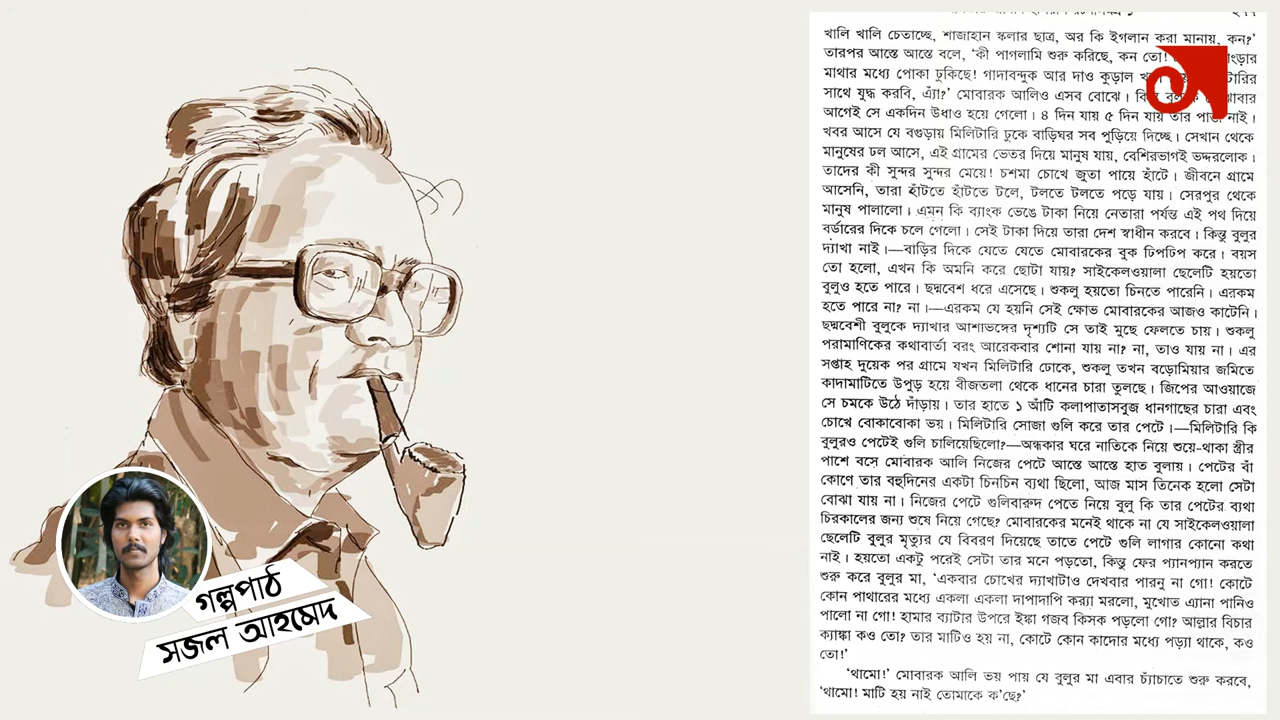 খালি খালি চেতাচ্ছে, শাজাহান স্কলার ছাত্র, অর কি ইগলান করা মানায়, কন?’
তারপর আস্তে আস্তে বলে, ‘কী পাগলামি শুরু করিছে, কন তো!
মাথার মধ্যে পোকা ঢুকিছে! গাদাবন্দুক আর দাও কুড়াল
সাথে যুদ্ধ করবি, এ্যাঁ?’ মোবারক আলিও এসব বোঝে।
আগেই সে একদিন উধাও হয়ে গেলো। ৪ দিন যায় ৫ দিন যায় তার পাত্তা নাই।
খবর আসে যে বগুড়ায় মিলিটারি ঢুকে বাড়িঘর সব পুড়িয়ে দিচ্ছে। সেখান থেকে
মানুষের ঢল আসে, এই গ্রামের ভেতর দিয়ে মানুষ যায়, বেশিরভাগই ভদ্দরলোক।
তাদের কী সুন্দর সুন্দর মেয়ে! চশমা চোখে জুতা পায়ে হাঁটে। জীবনে গ্রামে
আসেনি, তারা হাঁটতে হাঁটতে টলে, টলতে টলতে পড়ে যায়। সেরপুর থেকে
মানুষ পালালো। এমন কি ব্যাংক ভেঙে টাকা নিয়ে নেতারা পর্যন্ত এই পথ দিয়ে
বর্ডারের দিকে চলে গেলো। সেই টাকা দিয়ে তারা দেশ স্বাধীন করবে। কিন্তু বুলুর
দ্যাখা নাই।—বাড়ির দিকে যেতে যেতে মোবারকের বুক ঢিপঢিপ করে। বয়স
তো হলো, এখন কি অমনি করে ছোটা যায়? সাইকেলওয়ালা ছেলেটি হয়তো
বুলুও হতে পারে। ছদ্মবেশ ধরে এসেছে। শুকলু হয়তো চিনতে পারেনি। এরকম
হতে পারে না? না।—এরকম যে হয়নি সেই ক্ষোভ মোবারকের আজও কাটেনি।
ছদ্মবেশী বুলুকে দ্যাখার আশাভঙ্গের দৃশ্যটি সে তাই মুছে ফেলতে চায়। শুকলু
পরামাণিকের কথাবার্তা বরং আরেকবার শোনা যায় না? না, তাও যায় না। এর
সপ্তাহ দুয়েক পর গ্রামে যখন মিলিটারি ঢোকে, শুকলু তখন বড়োমিয়ার জমিতে
কাদামাটিতে উপুড় হয়ে বীজতলা থেকে ধানের চারা তুলছে। জিপের আওয়াজে
সে চমকে উঠে দাঁড়ায়। তার হাতে ১ আঁটি কলাপাতাসবুজ ধানগাছের চারা এবং
চোখে বোকাবোকা ভয়। মিলিটারি সোজা গুলি করে তার পেটে।—মিলিটারি কি
বুলুরও পেটেই গুলি চালিয়েছিলো?—অন্ধকার ঘরে নাতিকে নিয়ে শুয়ে-থাকা স্ত্রীর
পাশে বসে মোবারক আলি নিজের পেটে আস্তে আস্তে হাত বুলায়। পেটের বাঁ
কোণে তার বহুদিনের একটা চিনচিন ব্যথা ছিলো, আজ মাস তিনেক হলো সেটা
বোঝা যায় না। নিজের পেটে গুলিবারুদ পেতে নিয়ে বুলু কি তার পেটের ব্যথা
চিরকালের জন্য শুষে নিয়ে গেছে? মোবারকের মনেই থাকে না যে সাইকেলওয়ালা
ছেলেটি বুলুর মৃত্যুর যে বিবরণ দিয়েছে তাতে পেটে গুলি লাগার কোনো কথা
নাই। হয়তো একটু পরেই সেটা তার মনে পড়তো, কিন্তু ফের প্যানপ্যান করতে
শুরু করে বুলুর মা, ‘একবার চোখের দ্যাখাটাও দেখবার পারনু না গো! কোটে
কোন পাথারের মধ্যে একলা একলা দাপাদাপি কর‍্যা মরলো, মুখোত এ্যানা পানিও
পালো না গো! হামার ব্যাটার উপরে ইঙ্কা গজব কিসক পড়লো গো? আল্লার বিচার
ক্যাঙ্কা কও তো? তার মাটিও হয় না, কোটে কোন কাদোর মধ্যে পড়্যা থাকে, কও
তো!’
‘থামো!’ মোবারক আলি ভয় পায় যে বুলুর মা এবার চ্যাঁচাতে শুরু করবে,
‘থামো! মাটি হয় নাই তোমাকে ক’ছে?’
গল্পপাঠ
সজল আহমেদ